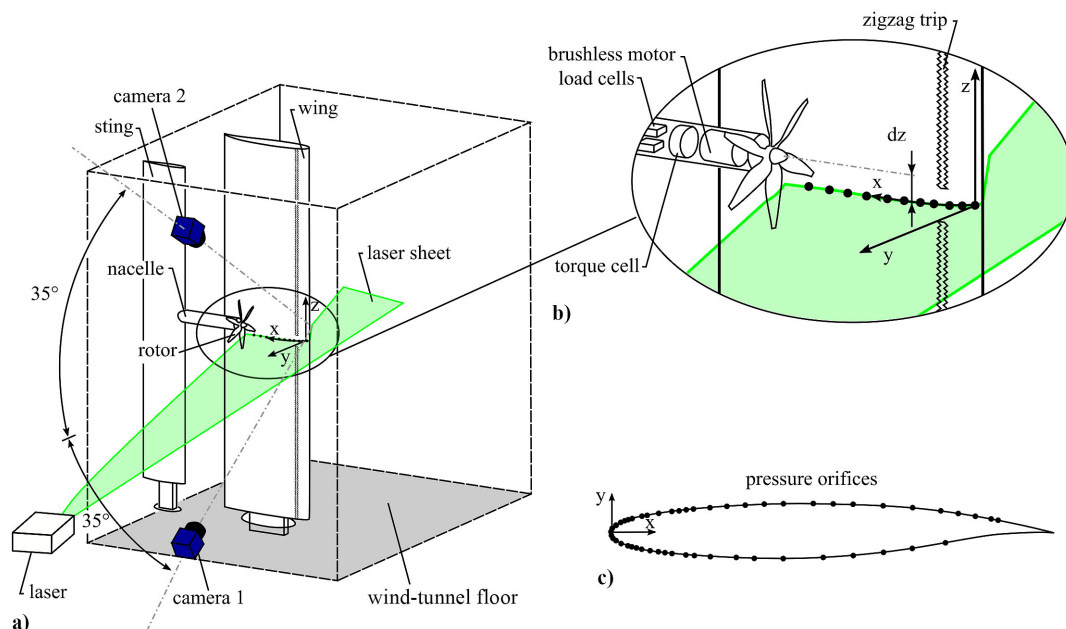 camera 2
sting
wing
nacelle
laser sheet
35°
z
x
rotor
y
35°
laser
camera 1
wind-tunnel floor
a)
zigzag trip
brushless motor
load cells
z
dz
x
y
torque cell
b)
pressure orifices
y
x
c)